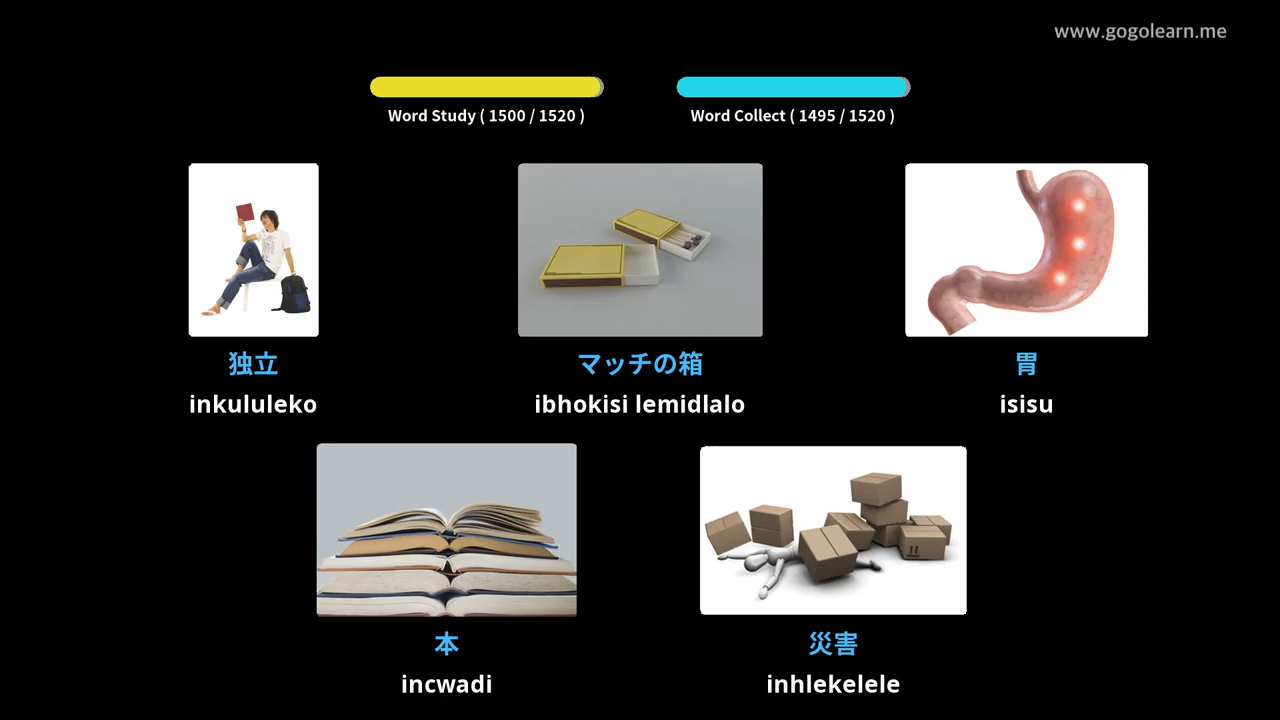 www.gogolearn.me
Word Study ( 1500 / 1520 )
Word Collect ( 1495 / 1520 )
独立
inkululeko
マッチの箱
ibhokisi lemidlalo
胃
isisu
本
incwadi
災害
inhlekelele